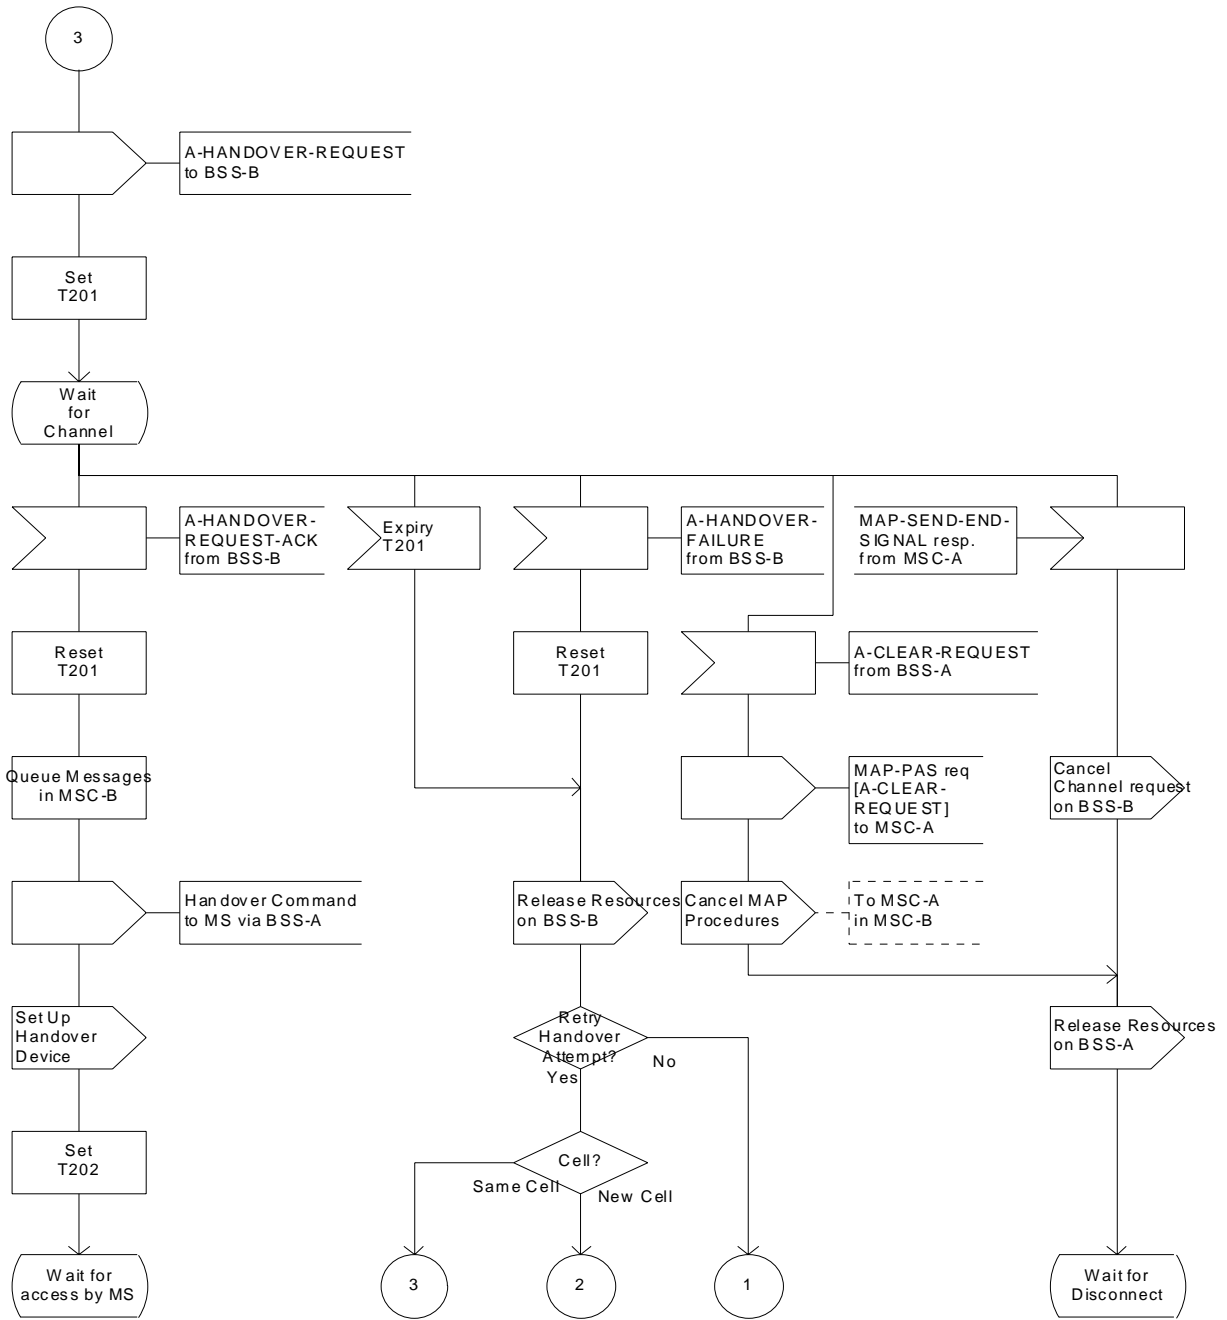 3
A-HANDOVER-REQUEST
to BSS-B
Set
T201
Wait
for
Channel
A-HANDOVER-
REQUEST-ACK
from BSS-B
Expiry
T201
A-HANDOVER-
FAILURE
from BSS-B
MAP-SEND-END-
SIGNAL resp.
from MSC-A
Reset
T201
Reset
T201
A-CLEAR-REQUEST
from BSS-A
Queue Messages
in MSC-B
MAP-PAS req
[A-CLEAR-
REQUEST]
to MSC-A
Cancel
Channel request
on BSS-B
Handover Command
to MS via BSS-A
Release Resources
on BSS-B
Cancel MAP
Procedures
To MSC-A
in MSC-B
Set Up
Handover
Device
Retry
Handover
Attempt?
Yes
No
Release Resources
on BSS-A
Set
T202
Cell?
Same Cell
New Cell
Wait for
access by MS
3
2
1
Wait for
Disconnect